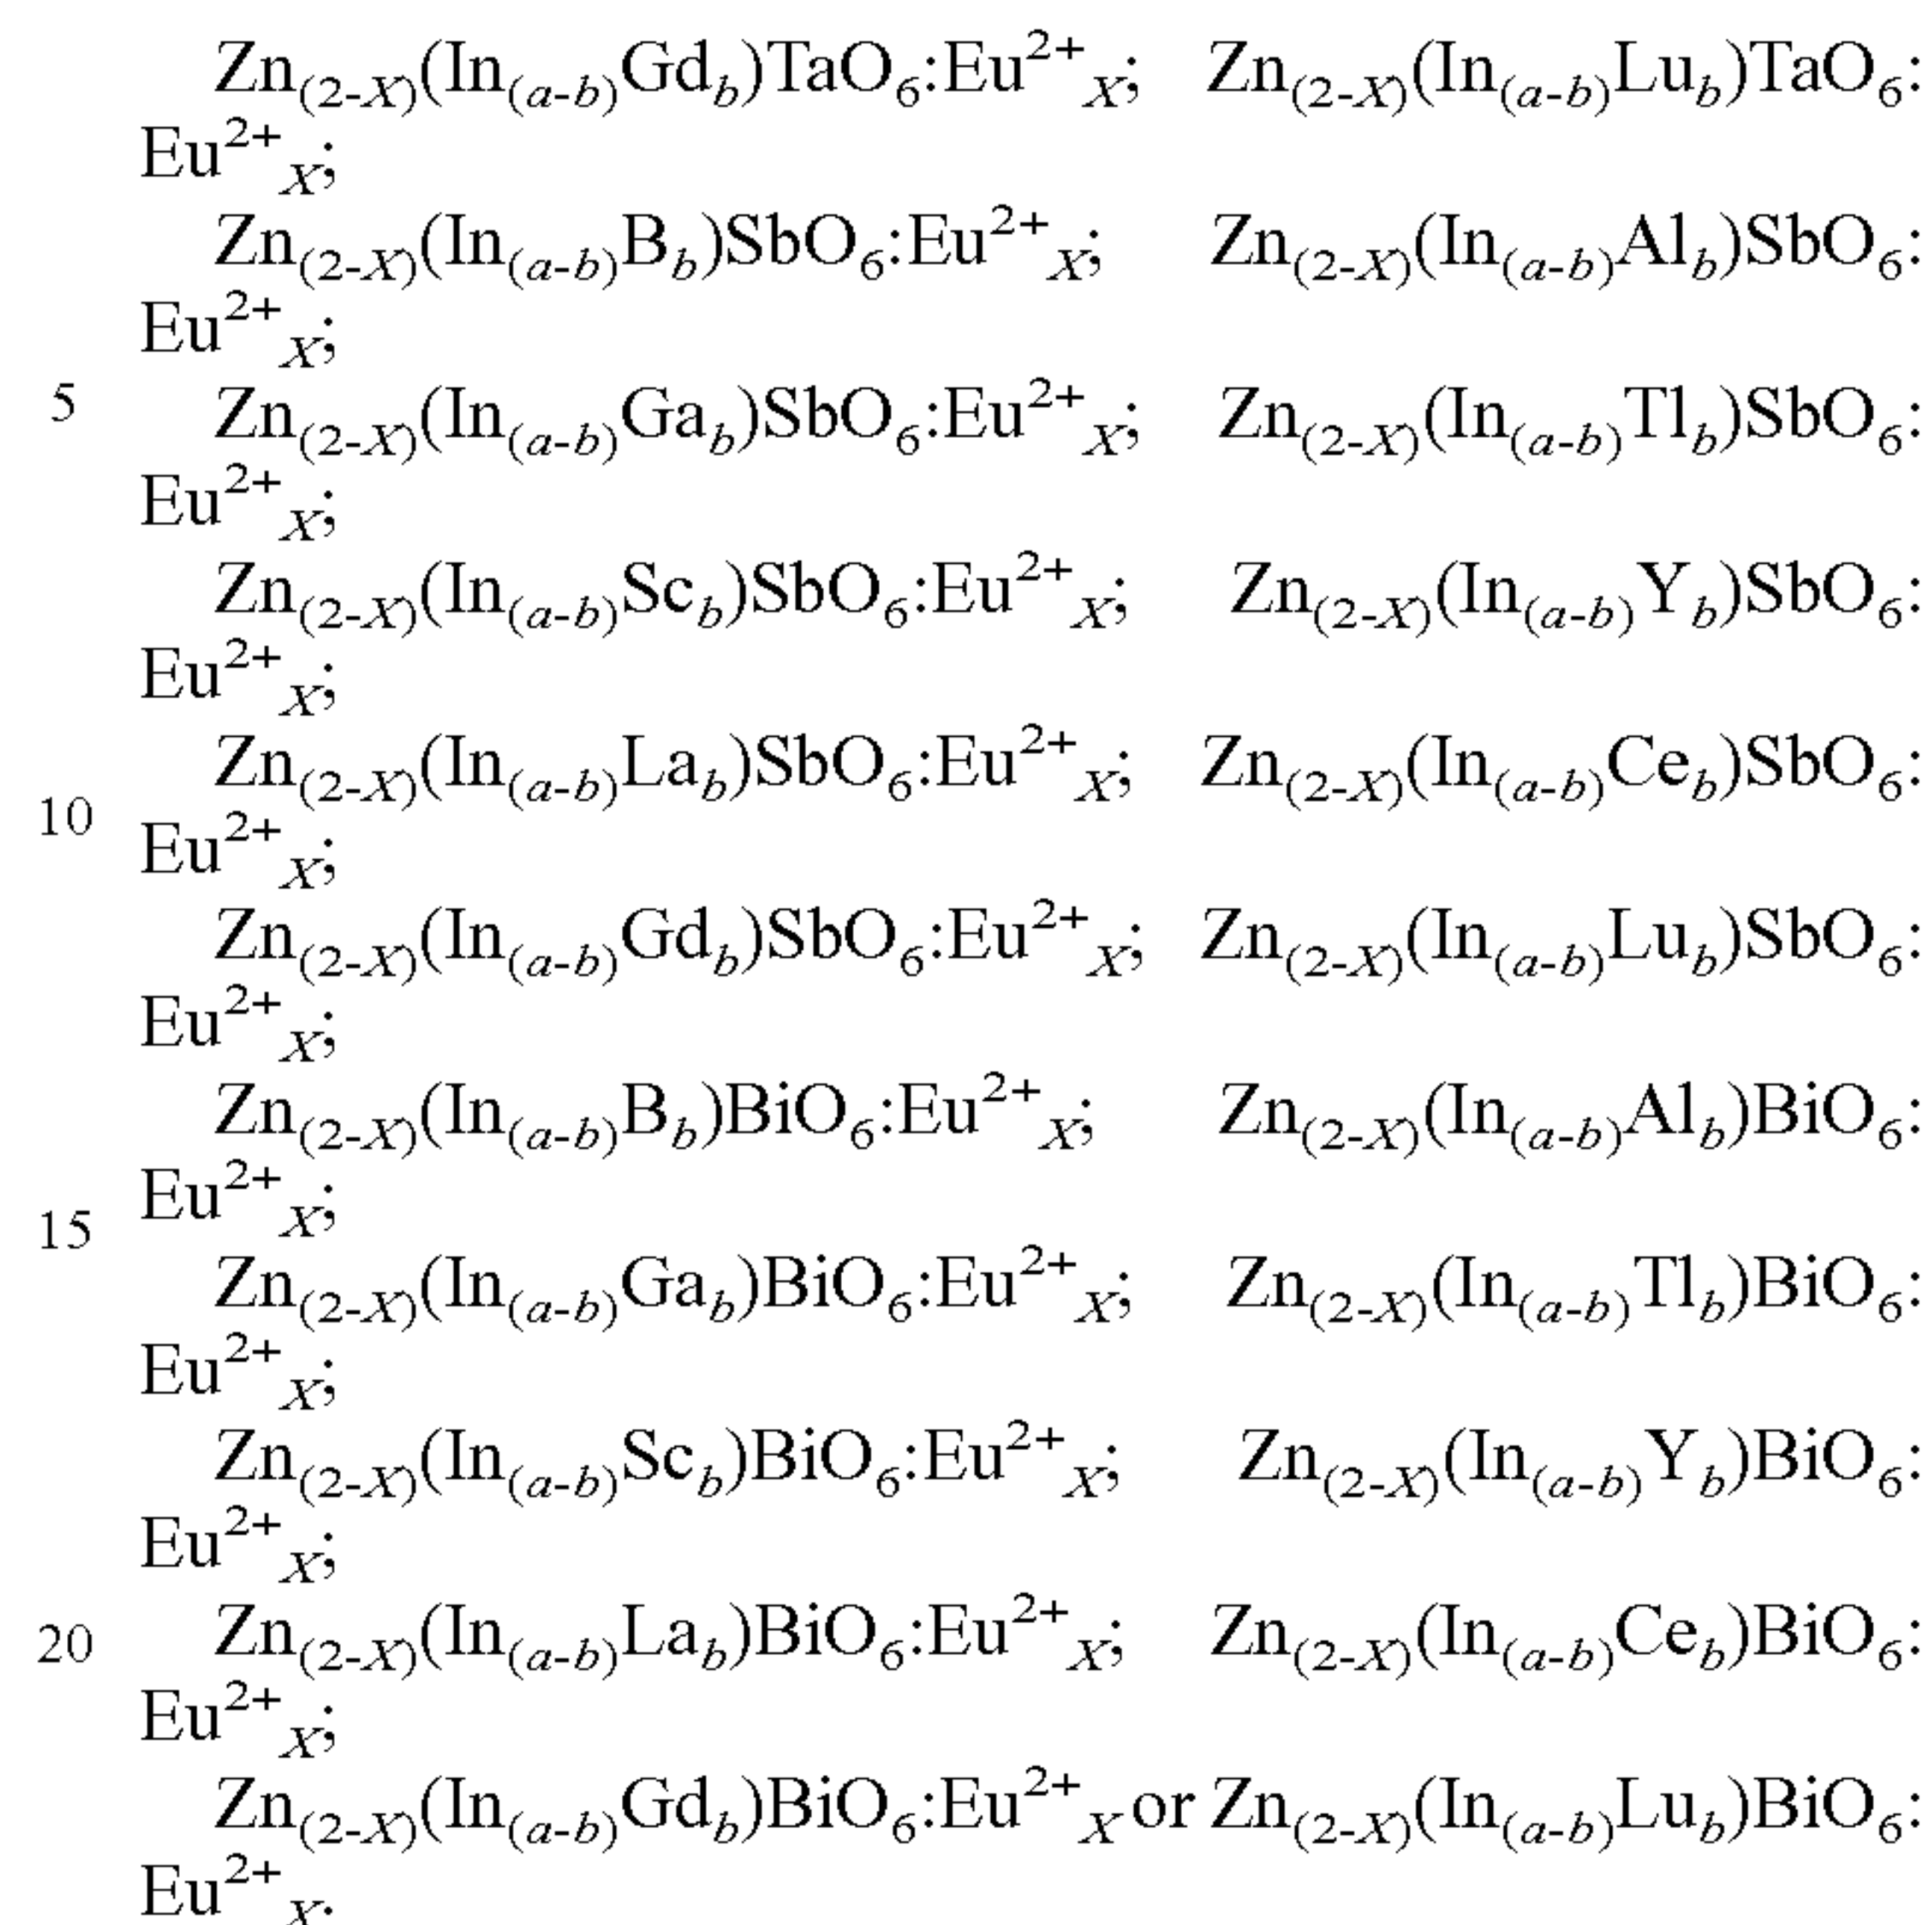 Zn(2-X)(In(a-b)Gdb)TaO6:Eu2+X; Zn(2-X)(In(a-b)Lub)TaO6:
Eu2+X;
Zn(2-X)(In(a-b)Bb)SbO6:Eu2+X; Zn(2-X)(In(a-b)Alb)SbO6:
Eu2+X;
5 Zn(2-X)(In(a-b)Gab)SbO6:Eu2+X; Zn(2-X)(In(a-b)Tlb)SbO6:
Eu2+X;
Zn(2-X)(In(a-b)Scb)SbO6:Eu2+X; Zn(2-X)(In(a-b)Yb)SbO6:
Eu2+X;
Zn(2-X)(In(a-b)Lab)SbO6:Eu2+X; Zn(2-X)(In(a-b)Ceb)SbO6:
10 Eu2+X;
Zn(2-X)(In(a-b)Gdb)SbO6:Eu2+X; Zn(2-X)(In(a-b)Lub)SbO6:
Eu2+X;
Zn(2-X)(In(a-b)Bb)BiO6:Eu2+X; Zn(2-X)(In(a-b)Alb)BiO6:
15 Eu2+X;
Zn(2-X)(In(a-b)Gab)BiO6:Eu2+X; Zn(2-X)(In(a-b)Tlb)BiO6:
Eu2+X;
Zn(2-X)(In(a-b)Scb)BiO6:Eu2+X; Zn(2-X)(In(a-b)Yb)BiO6:
Eu2+X;
20 Zn(2-X)(In(a-b)Lab)BiO6:Eu2+X; Zn(2-X)(In(a-b)Ceb)BiO6:
Eu2+X;
Zn(2-X)(In(a-b)Gdb)BiO6:Eu2+X or Zn(2-X)(In(a-b)Lub)BiO6:
Eu2+X.